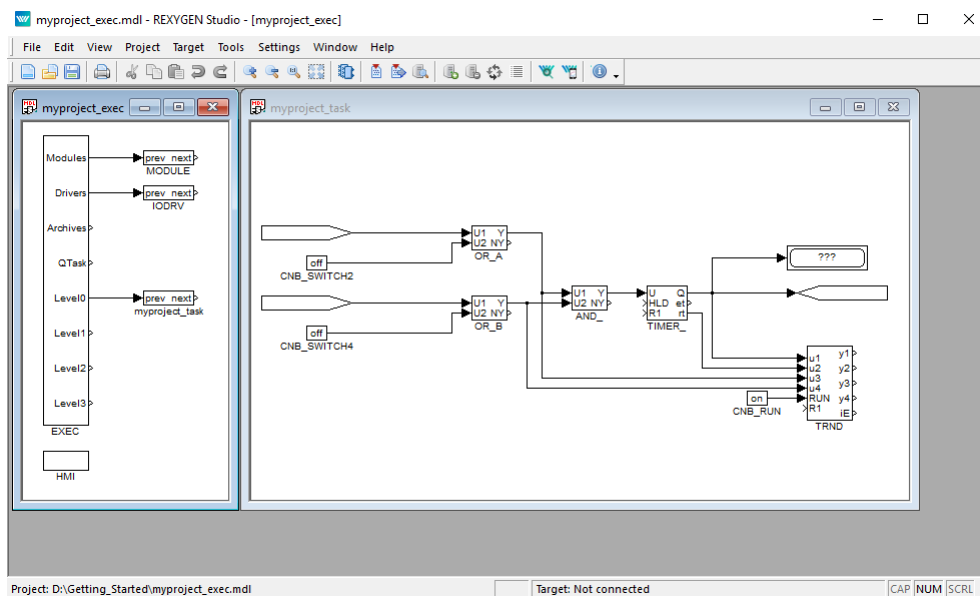 myproject_exec.mdl - REXYGEN Studio - [myproject_exec]
File Edit View Project Target Tools Settings Window Help
myproject_exec
Modules
prev next
MODULE
Drivers
prev next
IODRV
Archives
QTask
Level0
prev next
myproject_task
Level1
Level2
Level3
EXEC
HMI
myproject_task
U1 Y
U2 NY
OR_A
off
CNB_SWITCH2
U1 Y
U2 NY
OR_B
off
CNB_SWITCH4
U1 Y
U2 NY
AND_
U Q
HLD et
R1 rt
TIMER_
???
u1 y1
u2 y2
u3 y3
u4 y4
RUN iE
R1
TRND
on
CNB_RUN
Project: D:\Getting_Started\myproject_exec.mdl
Target: Not connected
CAP NUM SCRL